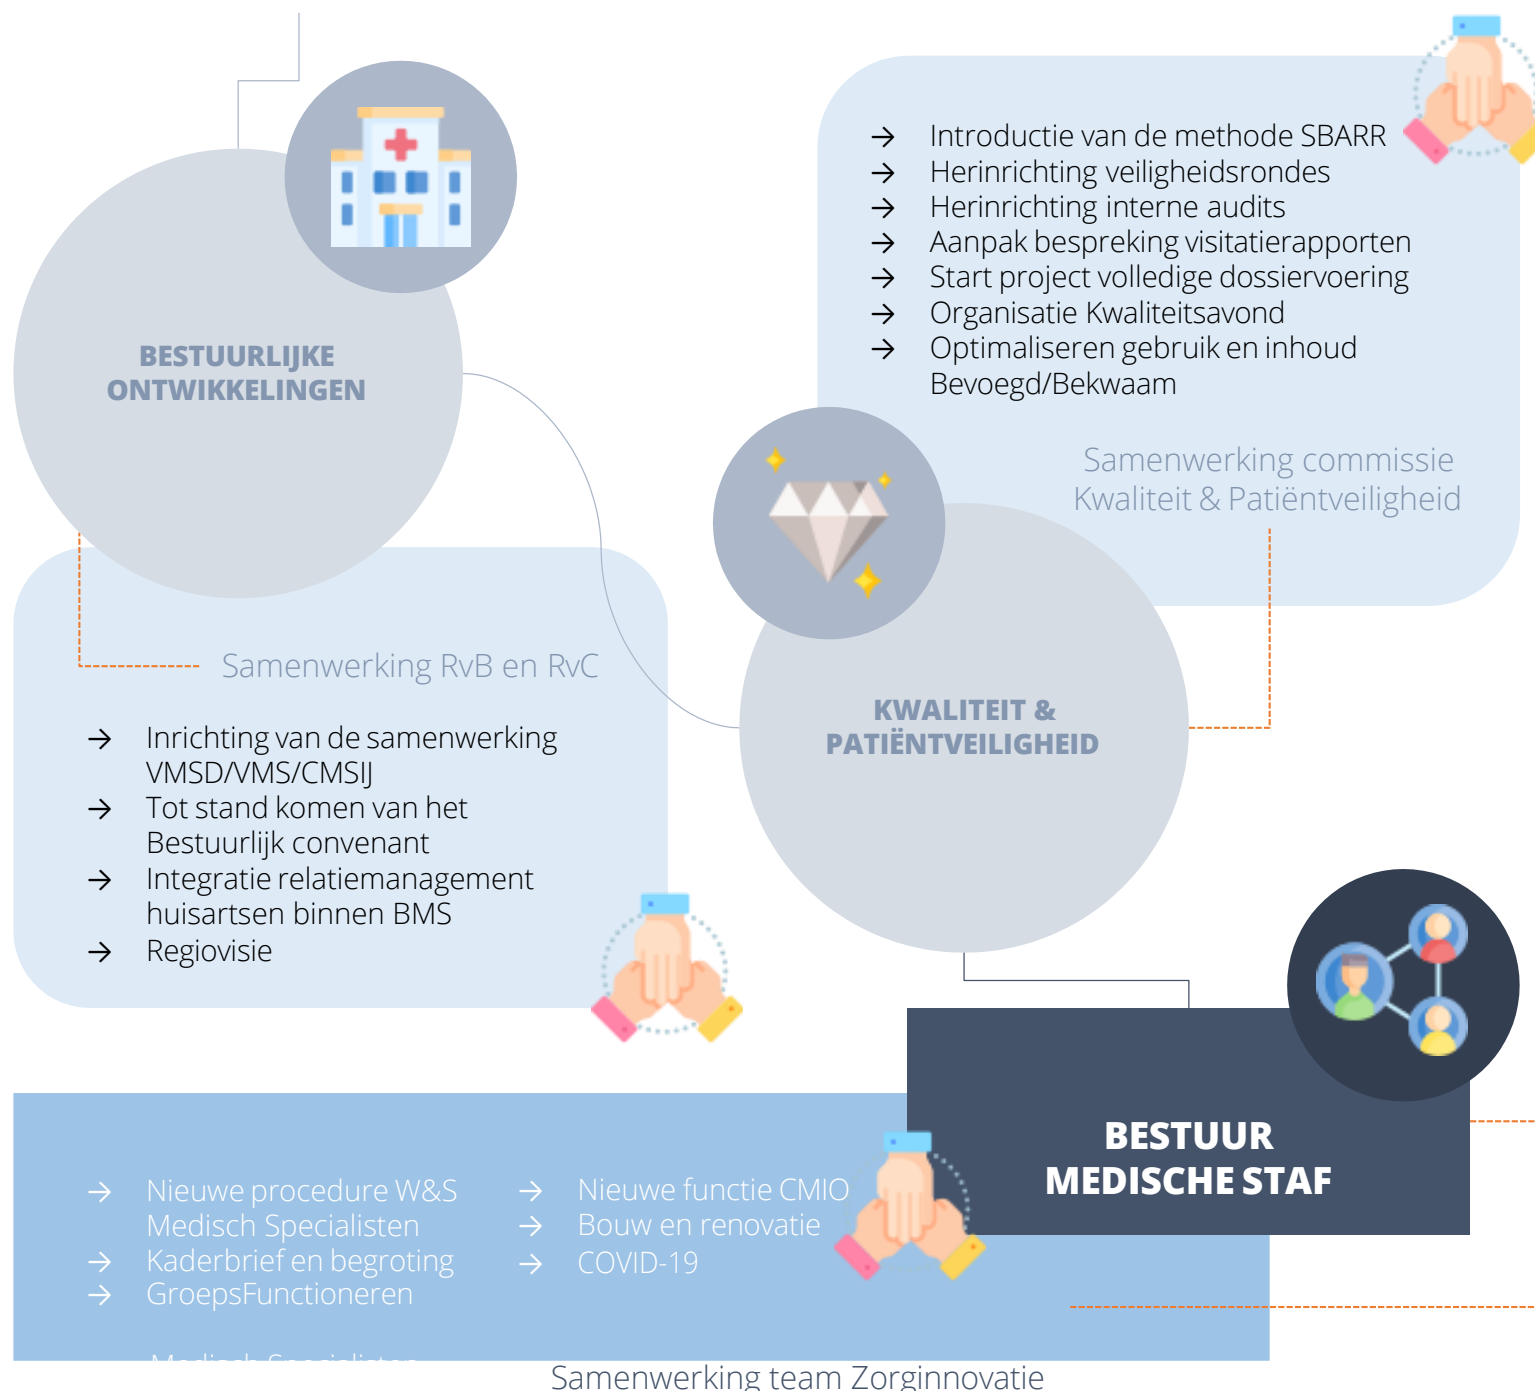 BESTUURLIJKE
ONTWIKKELINGEN
Samenwerking RvB en RvC
→ Inrichting van de samenwerking
VMSD/VMS/CMSIJ
→ Tot stand komen van het
Bestuurlijk convenant
→ Integratie relatiemanagement
huisartsen binnen BMS
→ Regiovisie
→ Introductie van de methode SBARR
→ Herinrichting veiligheidsrondes
→ Herinrichting interne audits
→ Aanpak bespreking visitatierapporten
→ Start project volledige dossiervoering
→ Organisatie Kwaliteitsavond
→ Optimaliseren gebruik en inhoud
Bevoegd/Bekwaam
Samenwerking commissie
Kwaliteit & Patiëntveiligheid
KWALITEIT &
PATIËNTVEILIGHEID
BESTUUR
MEDISCHE STAF
→ Nieuwe procedure W&S
Medisch Specialisten
→ Kaderbrief en begroting
→ GroepsFunctioneren
Medisch Specialisten
→ Nieuwe functie CMIO
→ Bouw en renovatie
→ COVID-19
Samenwerking team Zorginnovatie